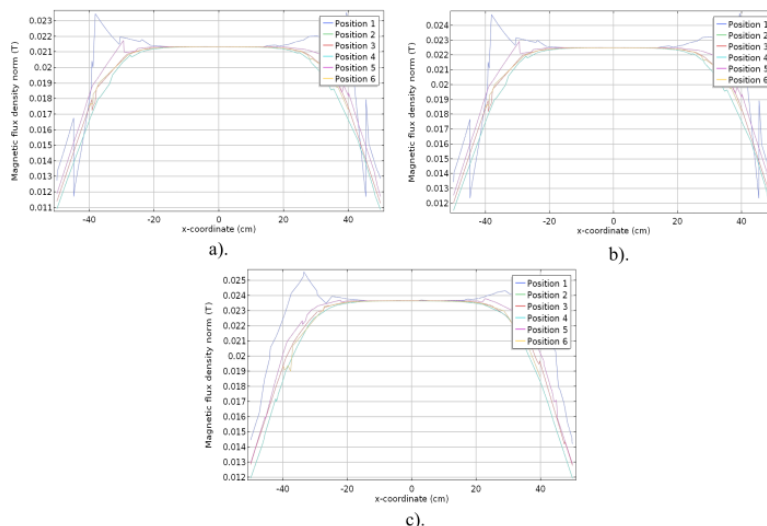 Magnetic flux density norm (T)
0.021
0.02
0.019
0.018
0.017
0.016
0.015
0.014
0.013
0.012
0.011
-40
-20
0
20
40
x-coordinate (cm)
Position 1
Position 2
Position 3
Position 4
Position 5
Position 6
a).
Magnetic flux density norm (T)
0.024
0.023
0.022
0.021
0.020
0.019
0.018
0.017
0.016
0.015
0.014
0.013
0.012
-40
-20
0
20
40
x-coordinate (cm)
Position 1
Position 2
Position 3
Position 4
Position 5
Position 6
b).
Magnetic flux density norm (T)
0.025
0.024
0.023
0.022
0.021
0.02
0.019
0.018
0.017
0.016
0.015
0.014
0.013
0.012
-40
-20
0
20
40
x-coordinate (cm)
Position 1
Position 2
Position 3
Position 4
Position 5
Position 6
c).